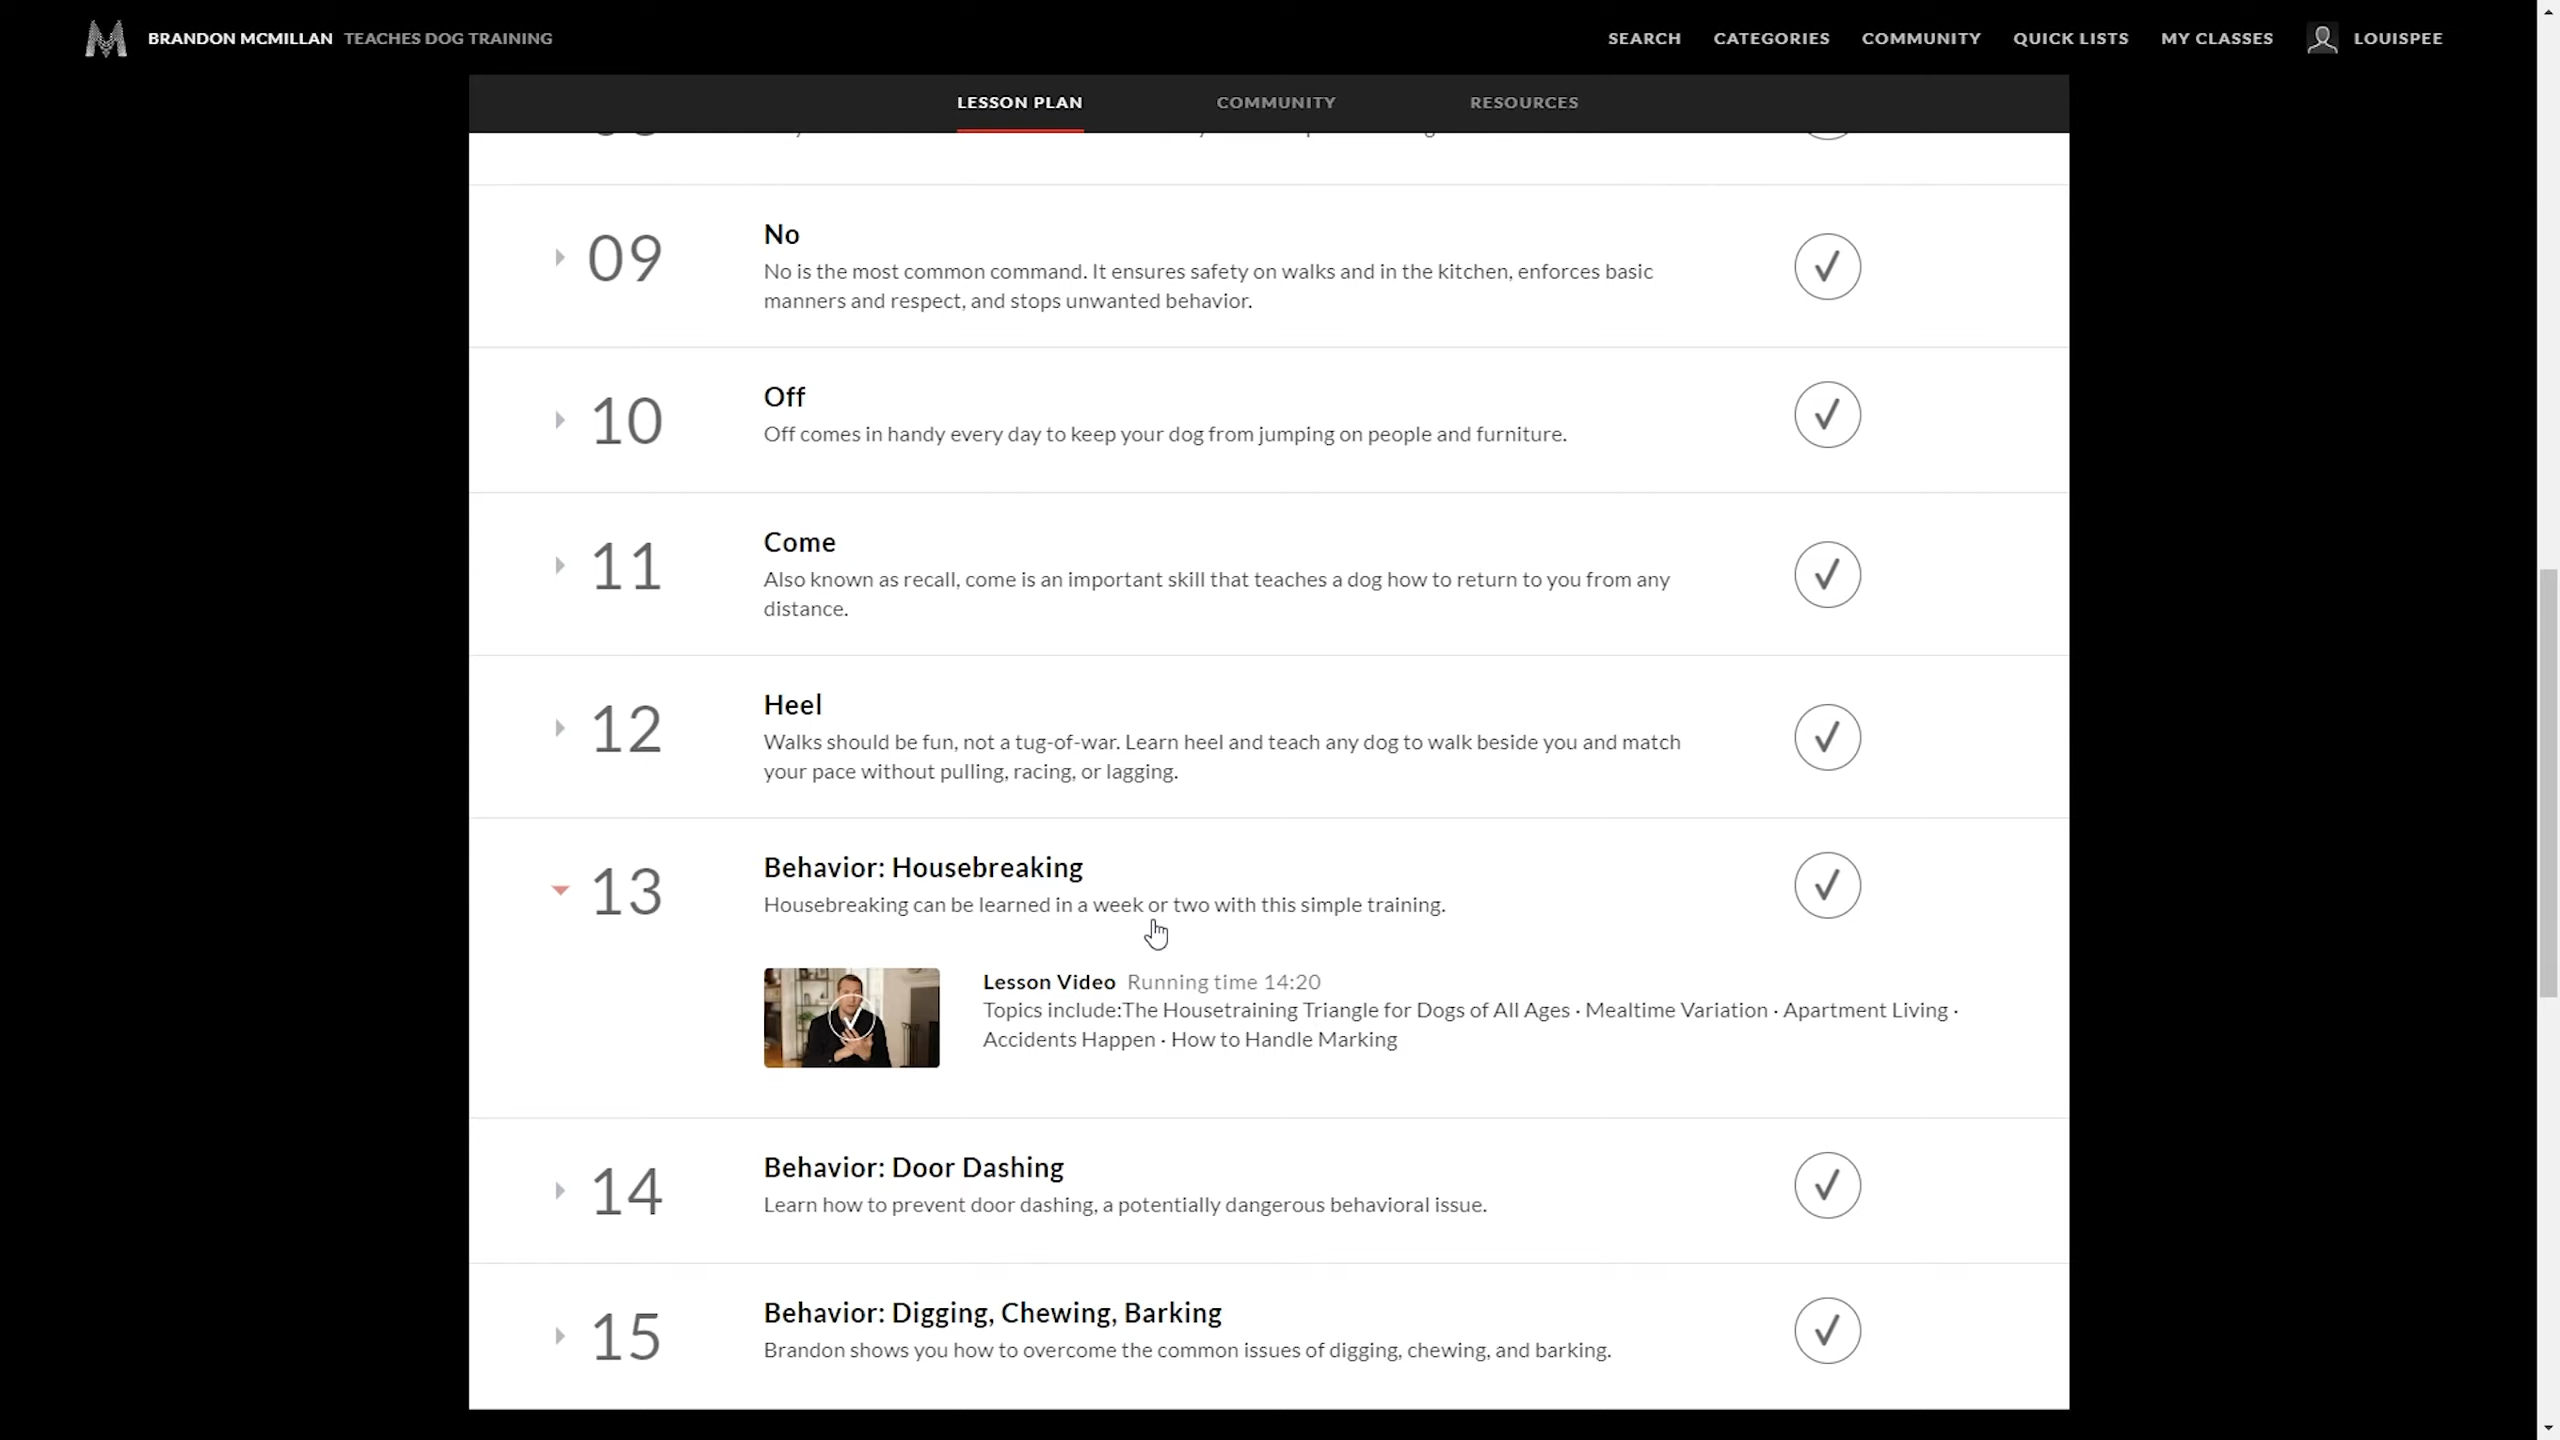 BRANDON MCMILLAN TEACHES DOG TRAINING
SEARCH CATEGORIES COMMUNITY QUICK LISTS MY CLASSES LOUISPEE
LESSON PLAN COMMUNITY RESOURCES
09
No
No is the most common command. It ensures safety on walks and in the kitchen, enforces basic
manners and respect, and stops unwanted behavior.
10
Off
Off comes in handy every day to keep your dog from jumping on people and furniture.
11
Come
Also known as recall, come is an important skill that teaches a dog how to return to you from any
distance.
12
Heel
Walks should be fun, not a tug-of-war. Learn heel and teach any dog to walk beside you and match
your pace without pulling, racing, or lagging.
13
Behavior: Housebreaking
Housebreaking can be learned in a week or two with this simple training.
Lesson Video Running time 14:20
Topics include:The Housetraining Triangle for Dogs of All Ages · Mealtime Variation · Apartment Living ·
Accidents Happen · How to Handle Marking
14
Behavior: Door Dashing
Learn how to prevent door dashing, a potentially dangerous behavioral issue.
15
Behavior: Digging, Chewing, Barking
Brandon shows you how to overcome the common issues of digging, chewing, and barking.